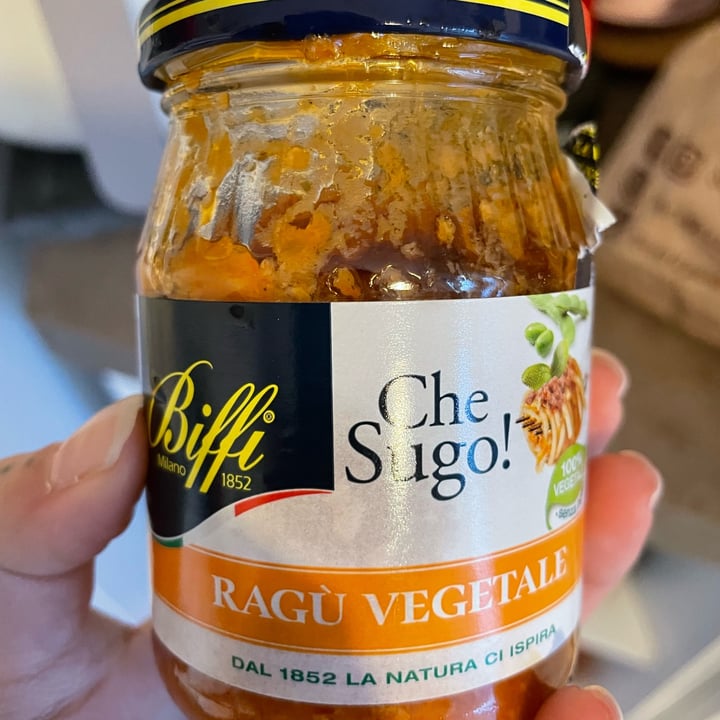 Biffi®
Milano 1852
Che
Sugo!
100%
RAGÙ VEGETALE
DAL 1852 LA NATURA CI ISPIRA